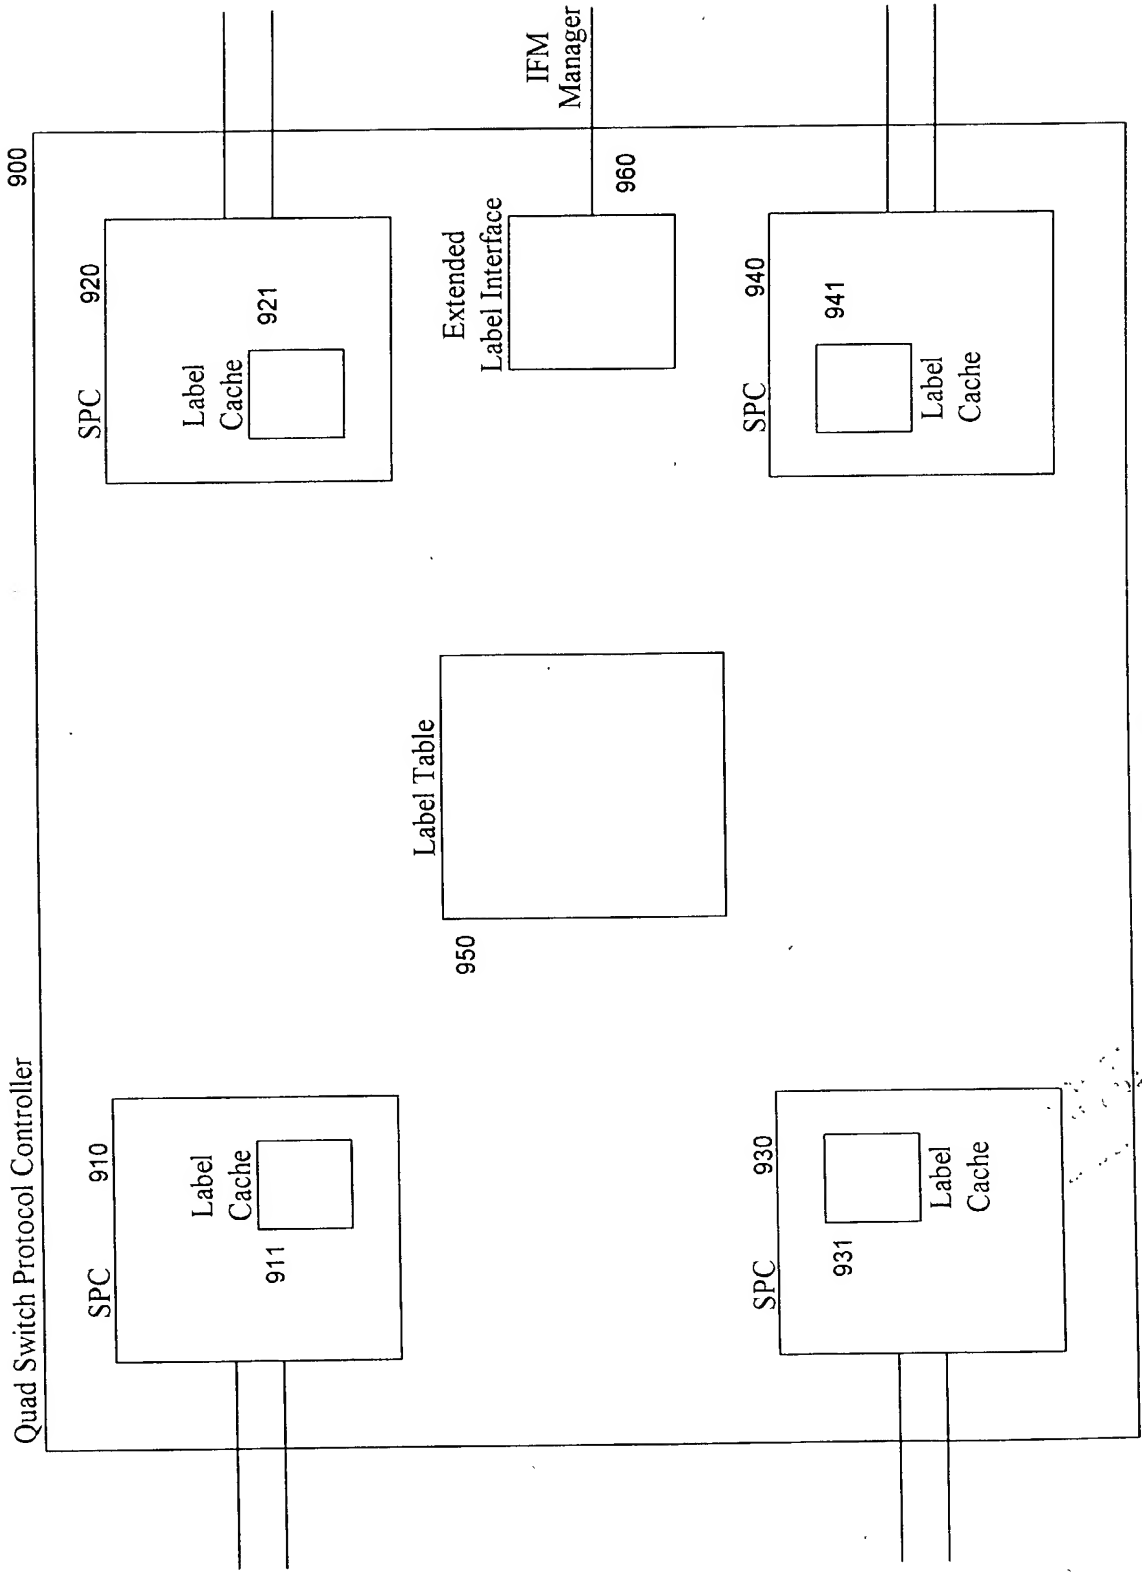 Quad Switch Protocol Controller
900
SPC
910
Label
Cache
911
SPC
920
Label
Cache
921
Label Table
950
Extended
Label Interface
960
IFM
Manager
SPC
930
931
Label
Cache
SPC
940
941
Label
Cache